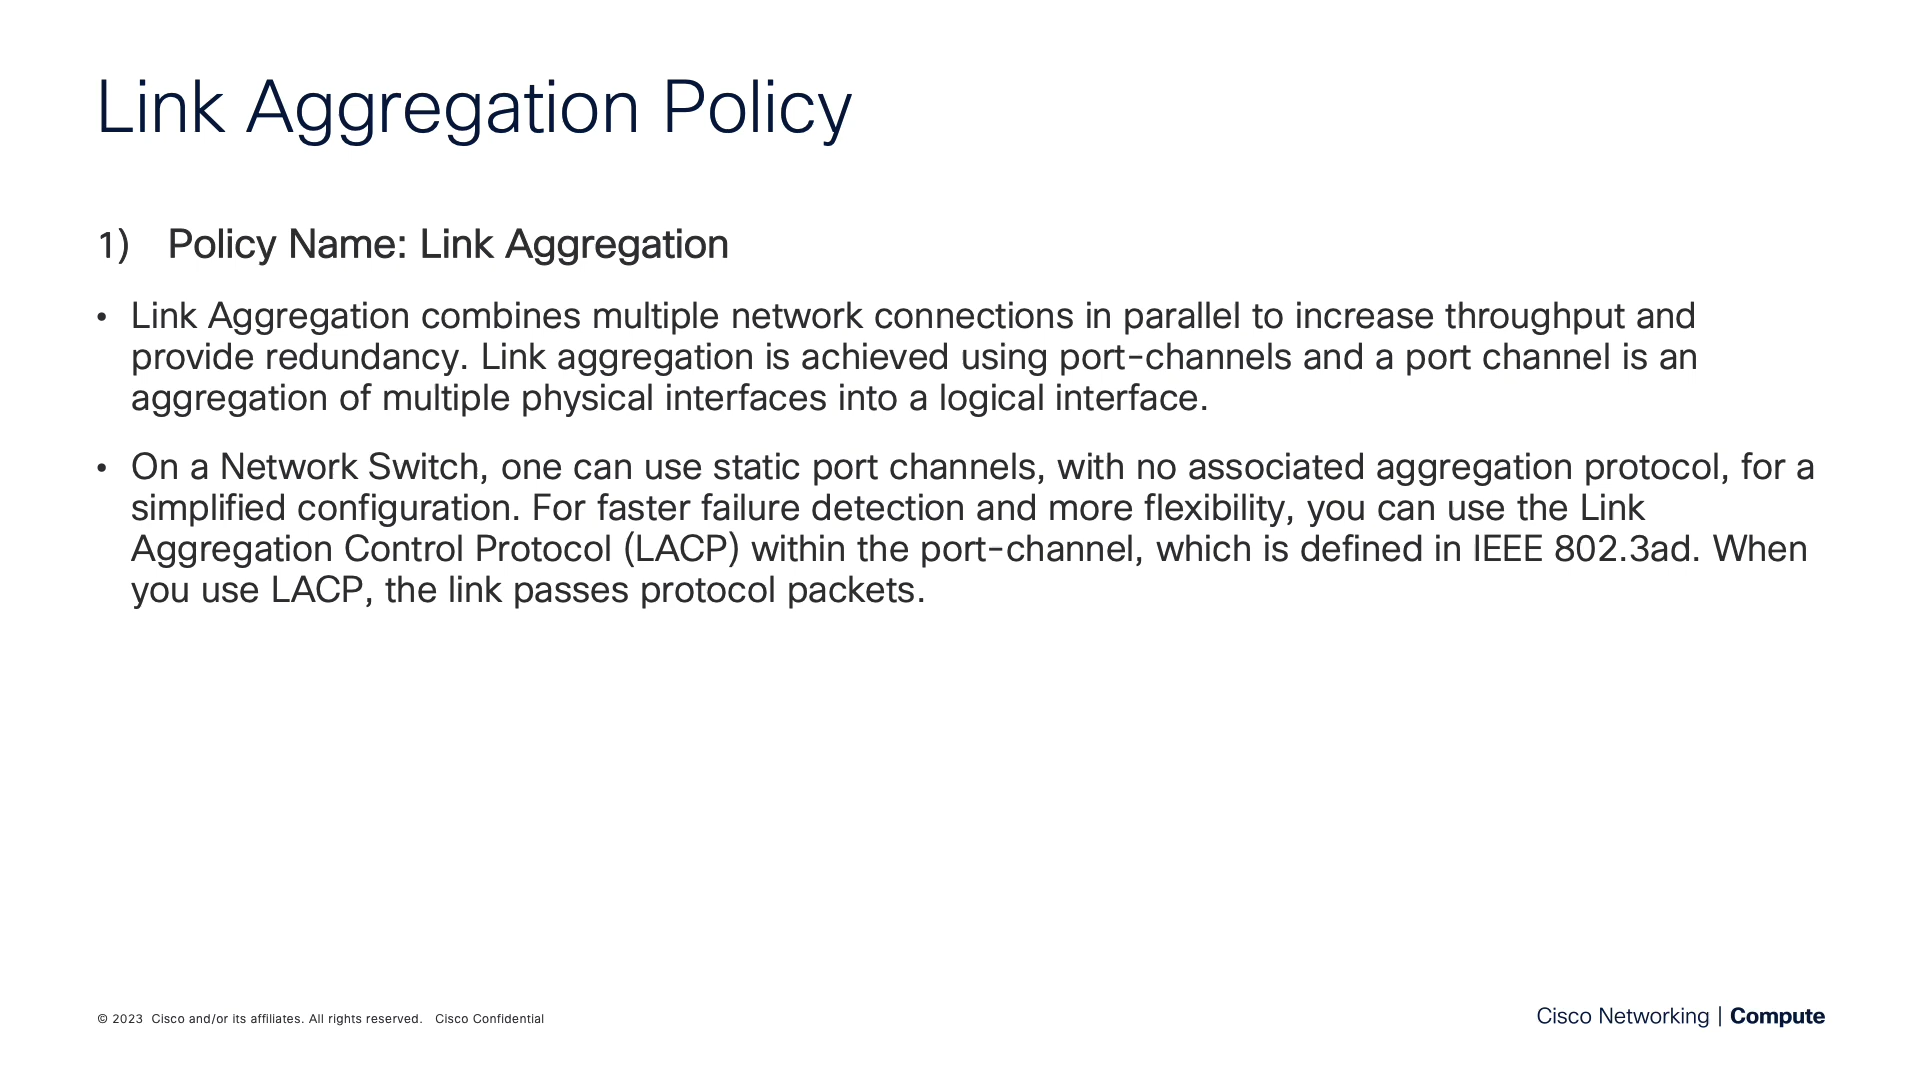 Link Aggregation Policy
1) Policy Name: Link Aggregation
• Link Aggregation combines multiple network connections in parallel to increase throughput and
provide redundancy. Link aggregation is achieved using port-channels and a port channel is an
aggregation of multiple physical interfaces into a logical interface.
• On a Network Switch, one can use static port channels, with no associated aggregation protocol, for a
simplified configuration. For faster failure detection and more flexibility, you can use the Link
Aggregation Control Protocol (LACP) within the port-channel, which is defined in IEEE 802.3ad. When
you use LACP, the link passes protocol packets.
© 2023 Cisco and/or its affiliates. All rights reserved. Cisco Confidential
Cisco Networking | Compute